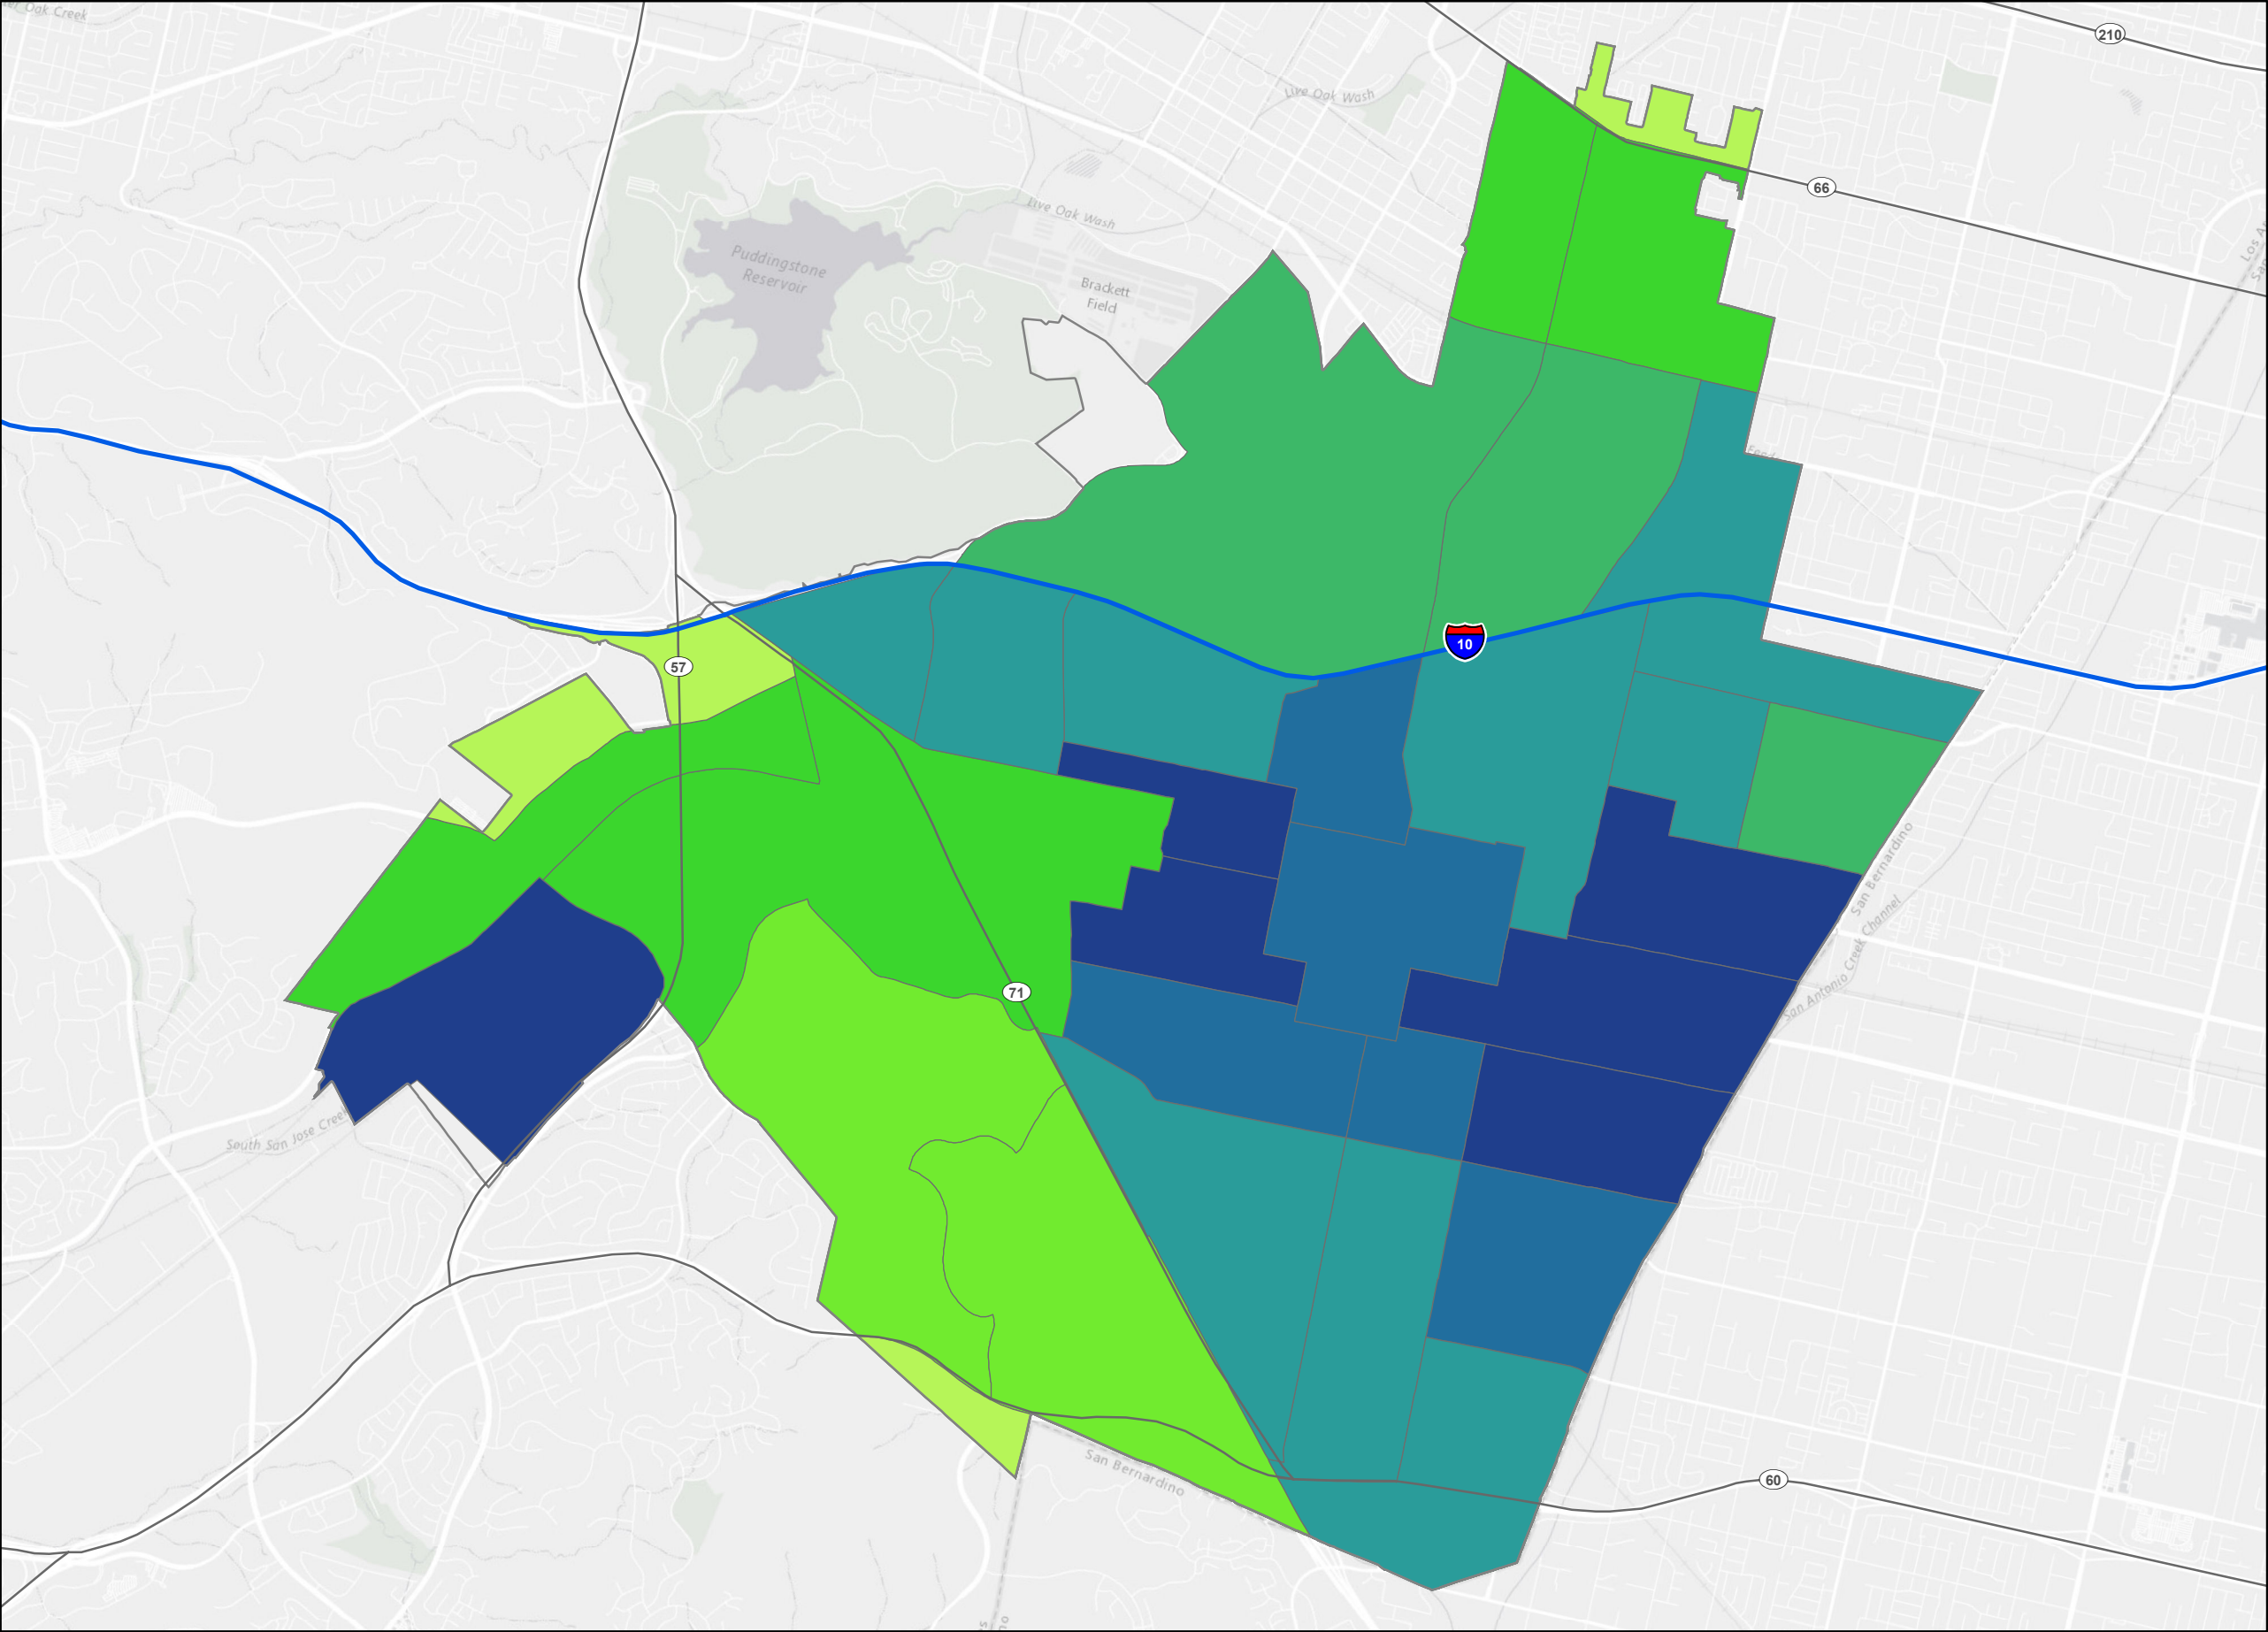 Oak Creek
210
Live Oak Wash
66
Live Oak Wash
Puddingstone
Reservoir
Brackett
Field
10
57
San Bernardino
San Antonio Creek Channel
71
South San Jose Creek
San Bernardino
60